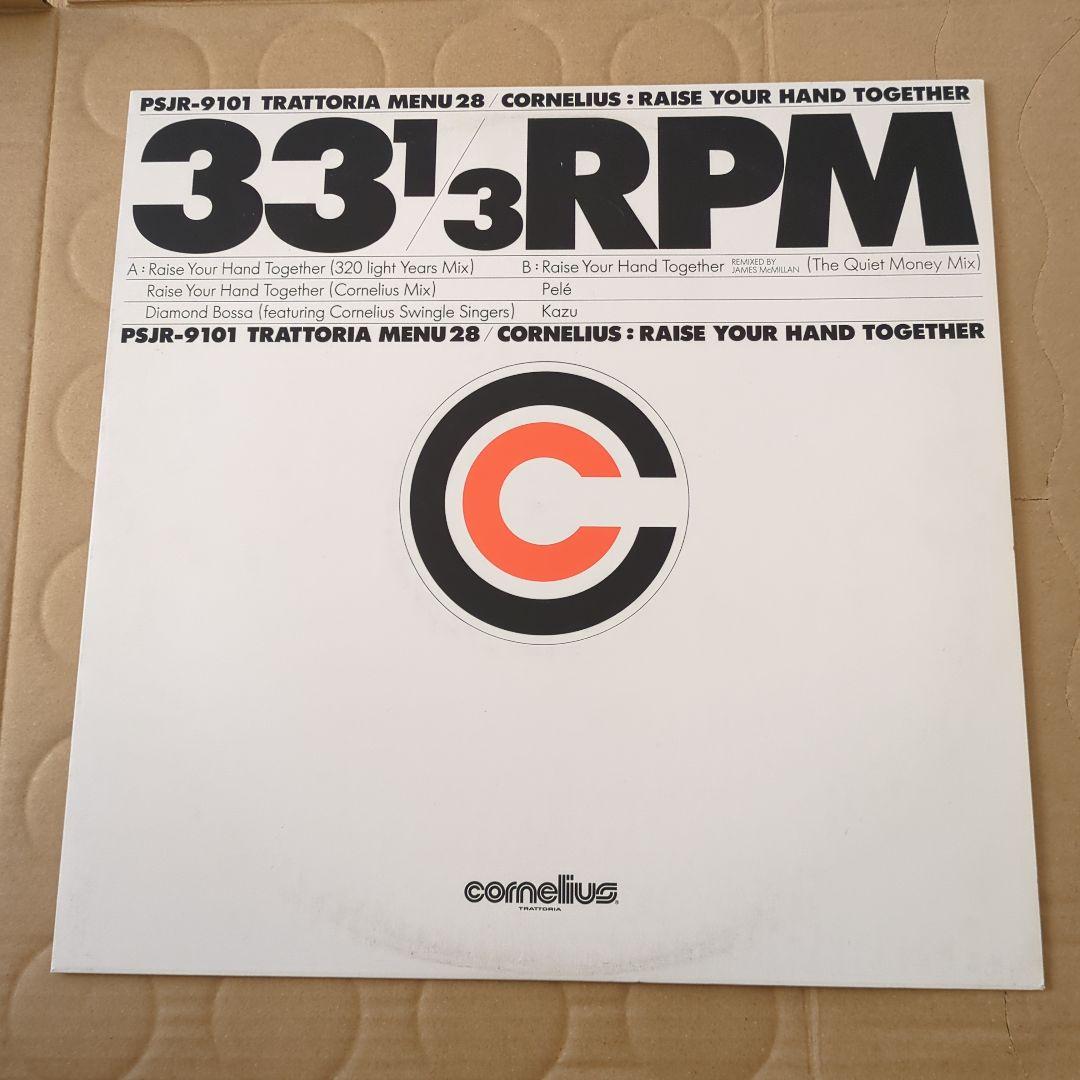 PSJR-9101 TRATTORIA MENU 28 / CORNELIUS : RAISE YOUR HAND TOGETHER
33 1/3 RPM
A : Raise Your Hand Together (320 light Years Mix)
Raise Your Hand Together (Cornelius Mix)
Diamond Bossa (featuring Cornelius Swingle Singers)
B : Raise Your Hand Together REMIXED BY JAMES McMILLAN (The Quiet Money Mix)
Pelé
Kazu
PSJR-9101 TRATTORIA MENU 28 / CORNELIUS : RAISE YOUR HAND TOGETHER
CC
cornelius®
TRATTORIA